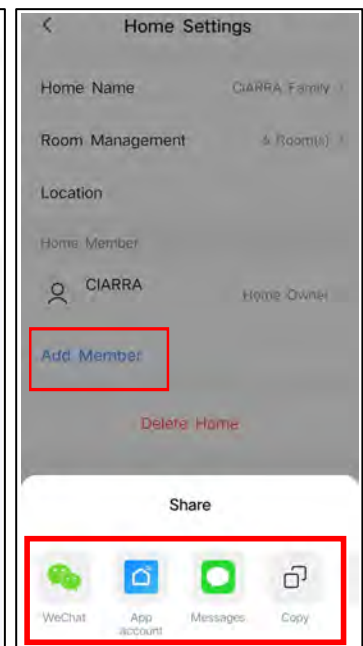 Home Settings
Home Name CIARRA Family
Room Management 6 Room(s)
Location
Home Member
CIARRA Home Owner
Add Member
Delete Home
Share
WeChat App account Messages Copy